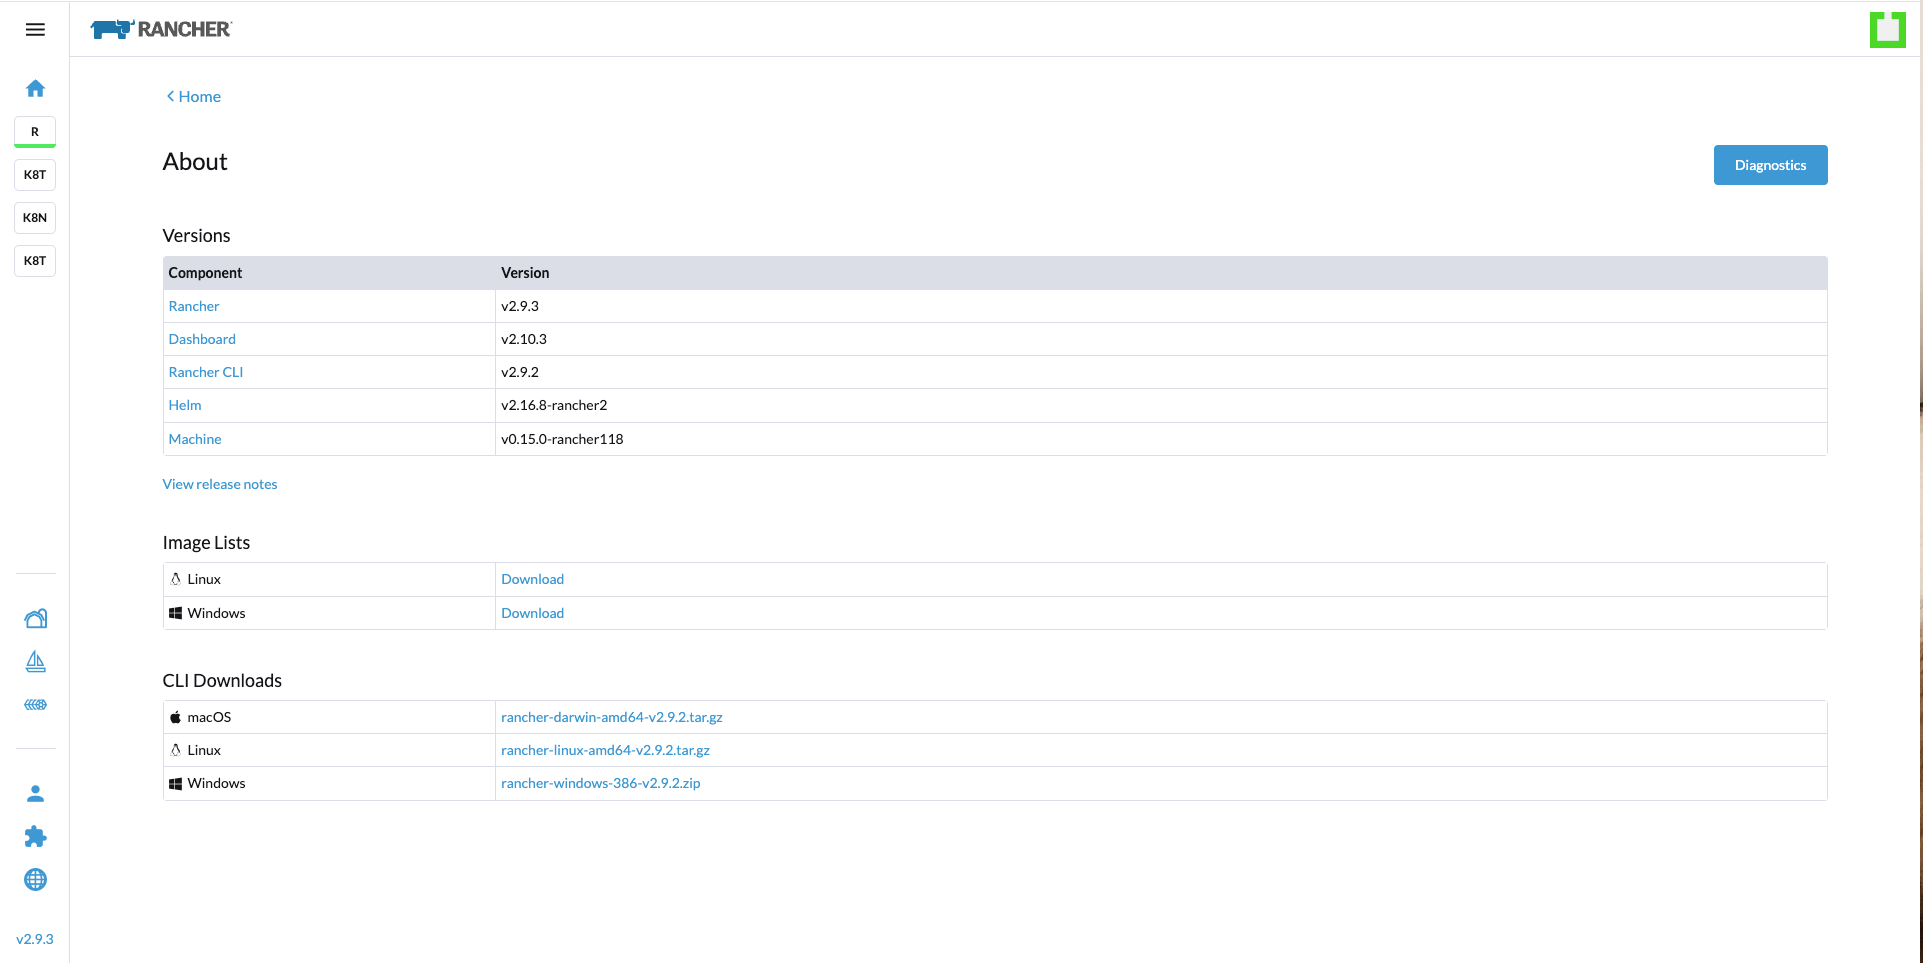 RANCHER
Home
R
K8T
K8N
K8T
About
Diagnostics
Versions
Component Version
Rancher v2.9.3
Dashboard v2.10.3
Rancher CLI v2.9.2
Helm v2.16.8-rancher2
Machine v0.15.0-rancher118
View release notes
Image Lists
Linux Download
Windows Download
CLI Downloads
macOS rancher-darwin-amd64-v2.9.2.tar.gz
Linux rancher-linux-amd64-v2.9.2.tar.gz
Windows rancher-windows-386-v2.9.2.zip
v2.9.3